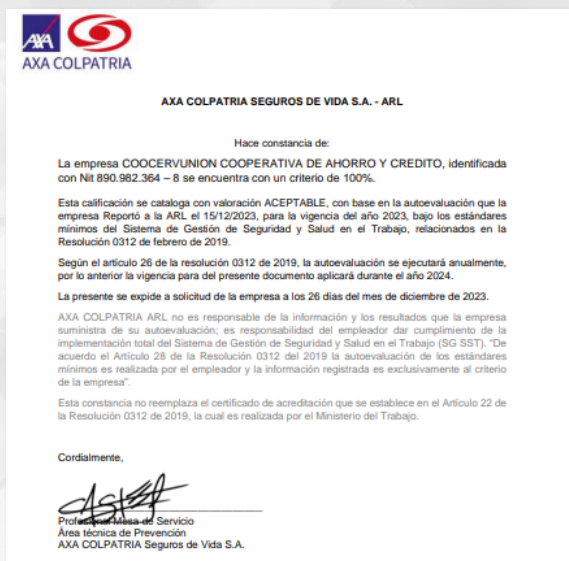 AXA
AXA COLPATRIA
AXA COLPATRIA SEGUROS DE VIDA S.A. - ARL
Hace constancia de:
La empresa COOCERVUNION COOPERATIVA DE AHORRO Y CREDITO, identificada
con Nit 890.982.364 – 8 se encuentra con un criterio de 100%.
Esta calificación se cataloga con valoración ACEPTABLE, con base en la autoevaluación que la
empresa Reportó a la ARL el 15/12/2023, para la vigencia del año 2023, bajo los estándares
mínimos del Sistema de Gestión de Seguridad y Salud en el Trabajo, relacionados en la
Resolución 0312 de febrero de 2019.
Según el artículo 26 de la resolución 0312 de 2019, la autoevaluación se ejecutará anualmente,
por lo anterior la vigencia para del presente documento aplicará durante el año 2024.
La presente se expide a solicitud de la empresa a los 26 días del mes de diciembre de 2023.
AXA COLPATRIA ARL no es responsable de la información y los resultados que la empresa
suministra de su autoevaluación; es responsabilidad del empleador dar cumplimiento de la
implementación total del Sistema de Gestión de Seguridad y Salud en el Trabajo (SG SST). "De
acuerdo el Artículo 28 de la Resolución 0312 del 2019 la autoevaluación de los estándares
mínimos es realizada por el empleador y la información registrada es exclusivamente al criterio
de la empresa".
Esta constancia no reemplaza el certificado de acreditación que se establece en el Artículo 22 de
la Resolución 0312 de 2019, la cual es realizada por el Ministerio del Trabajo.
Cordialmente,
Profesional Mesa de Servicio
Área técnica de Prevención
AXA COLPATRIA Seguros de Vida S.A.